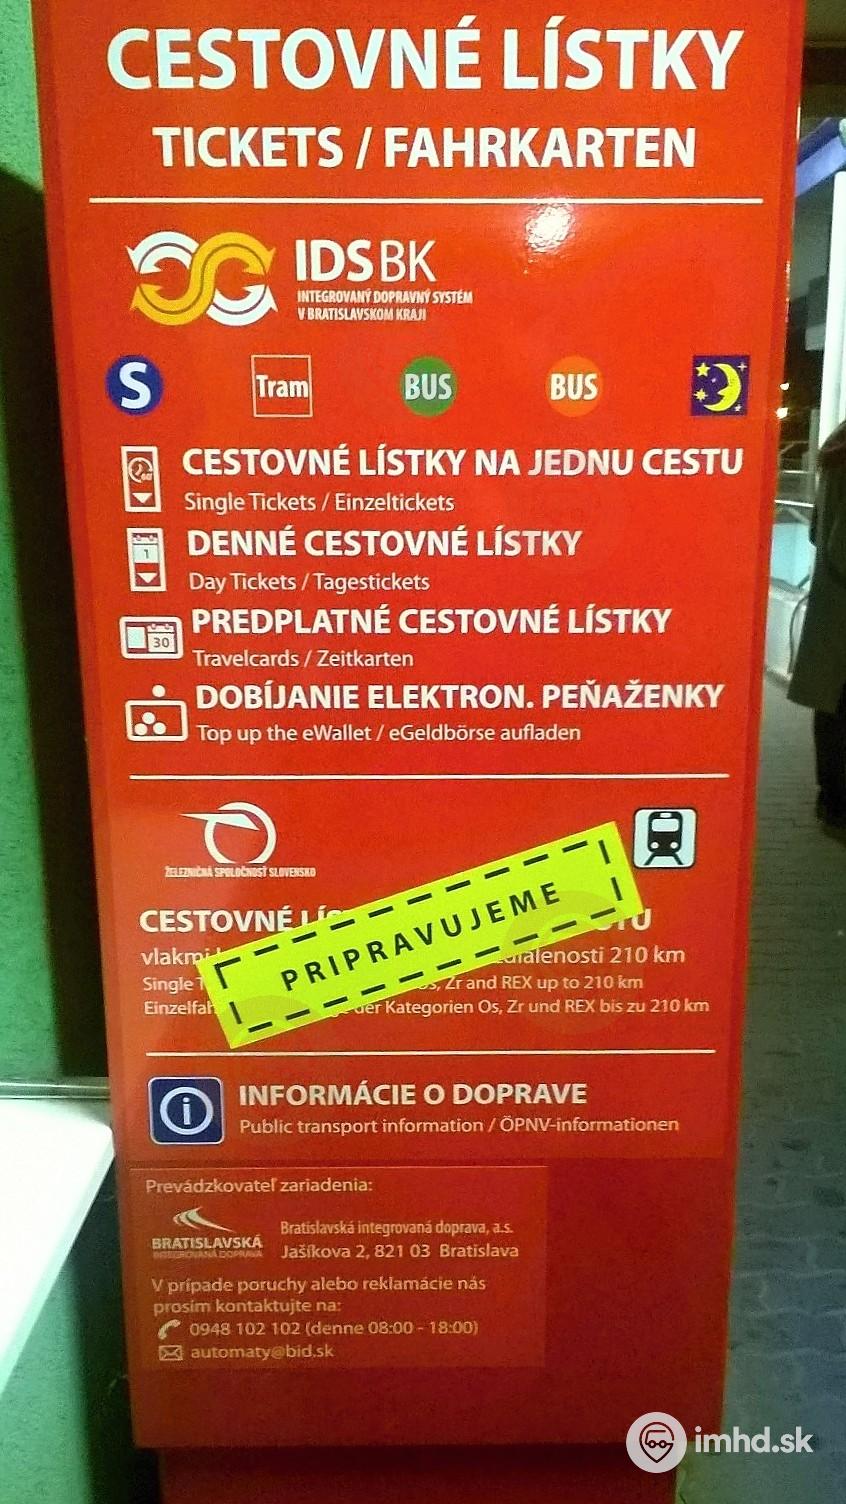 CESTOVNÉ LÍSTKY
TICKETS / FAHRKARTEN
IDS BK
INTEGROVANÝ DOPRAVNÝ SYSTÉM
V BRATISLAVSKOM KRAJI
S Tram BUS BUS
60'
CESTOVNÉ LÍSTKY NA JEDNU CESTU
Single Tickets / Einzeltickets
1
DENNÉ CESTOVNÉ LÍSTKY
Day Tickets / Tagestickets
30
PREDPLATNÉ CESTOVNÉ LÍSTKY
Travelcards / Zeitkarten
DOBÍJANIE ELEKTRON. PEŇAŽENKY
Top up the eWallet / eGeldbörse aufladen
ŽELEZNIČNÁ SPOLOČNOSŤ SLOVENSKO
PRIPRAVUJEME
CESTOVNÉ
210 km
Single Zr and REX up to 210 km
der Kategorien Os, Zr und REX bis zu 210 km
i
INFORMÁCIE O DOPRAVE
Public transport information / ÖPNV-informationen
Prevádzkovateľ zariadenia:
BRATISLAVSKÁ
INTEGROVANÁ DOPRAVA
Bratislavská integrovaná doprava, a.s.
Jašíkova 2, 821 03 Bratislava
V prípade poruchy alebo reklamácie nás
prosím kontaktujte na:
0948 102 102 (denne 08:00 - 18:00)
automaty@bid.sk
imhd.sk